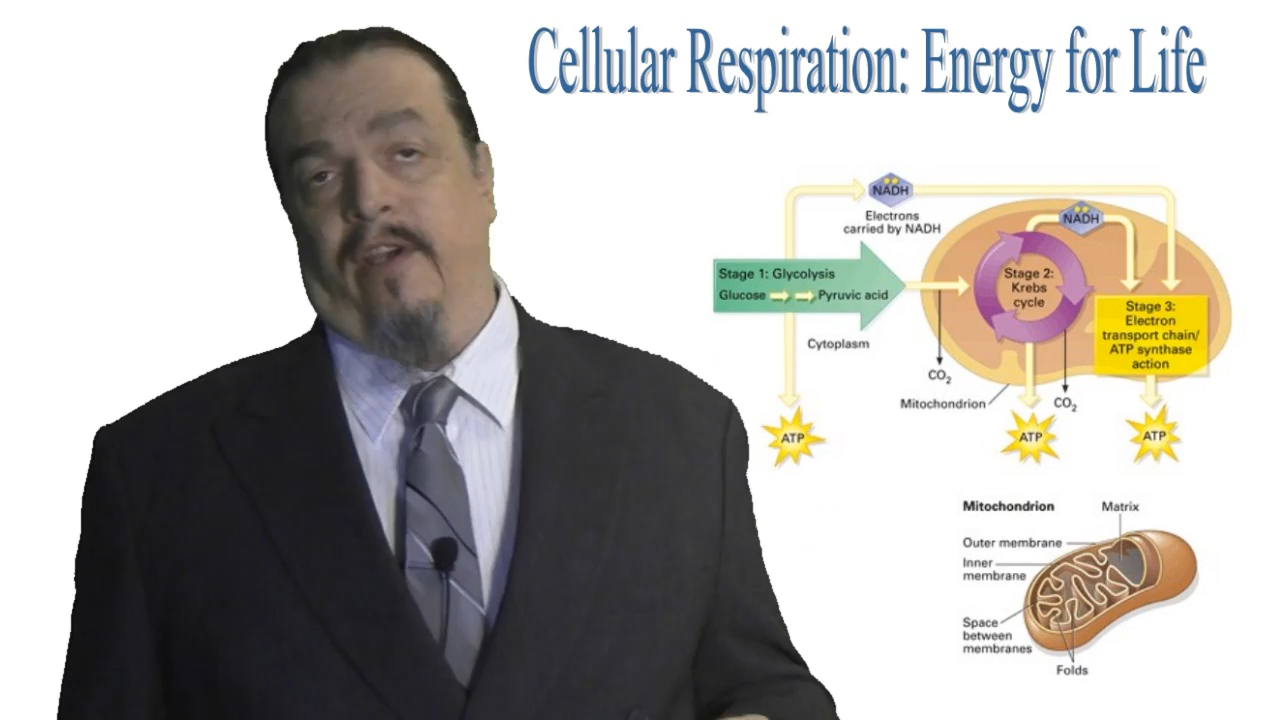 Cellular Respiration: Energy for Life
NADH
Electrons
carried by NADH
NADH
Stage 1: Glycolysis
Glucose
Pyruvic acid
Stage 2:
Krebs
cycle
Stage 3:
Electron
transport chain/
ATP synthase
action
Cytoplasm
CO₂
Mitochondrion
CO₂
ATP
ATP
ATP
Mitochondrion
Matrix
Outer membrane
Inner
membrane
Space
between
membranes
Folds